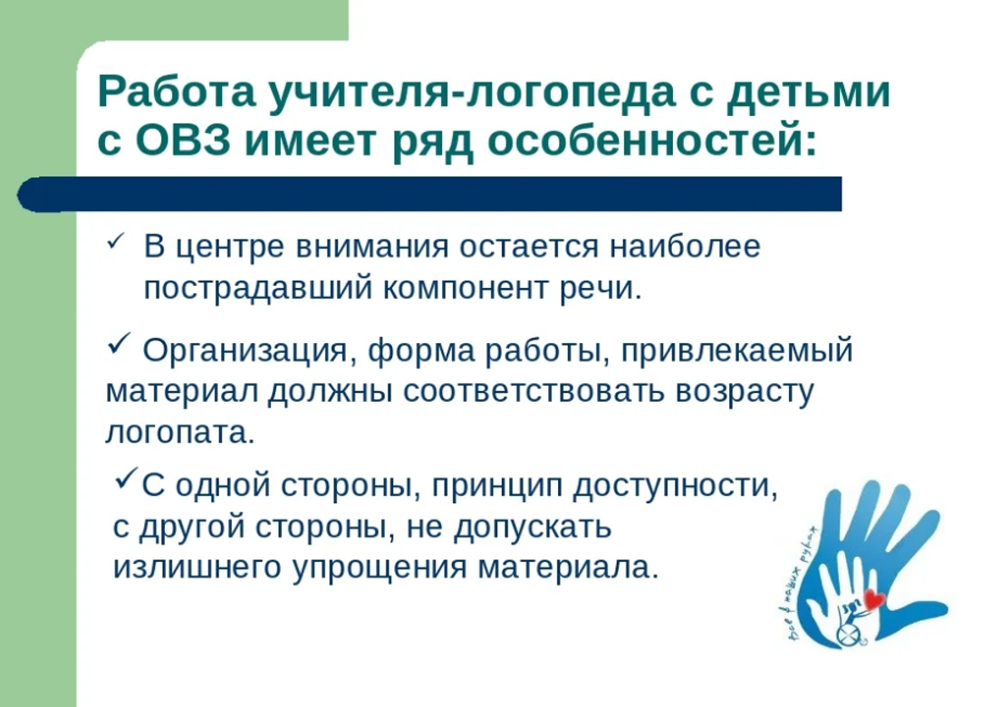 Работа учителя-логопеда с детьми
с ОВЗ имеет ряд особенностей:
В центре внимания остается наиболее
пострадавший компонент речи.
Организация, форма работы, привлекаемый
материал должны соответствовать возрасту
логопата.
С одной стороны, принцип доступности,
с другой стороны, не допускать
излишнего упрощения материала.
Все в наших руках